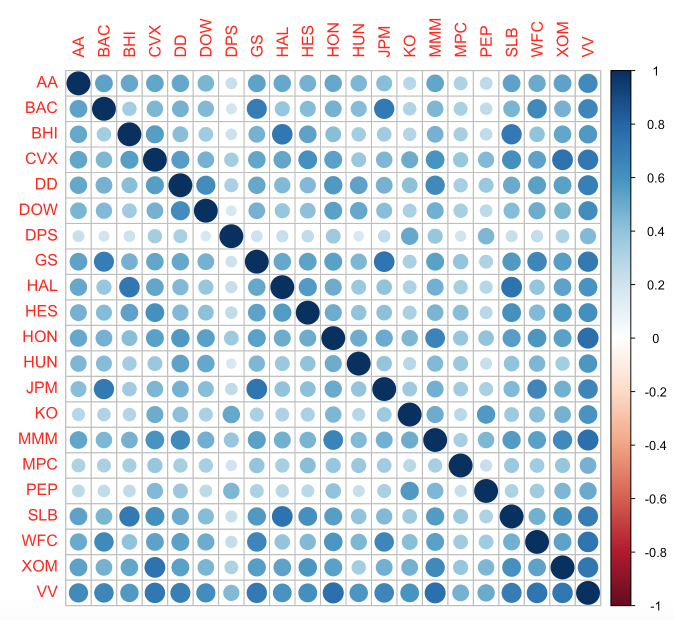 AA BAC BHI CVX DD DOW DPS GS HAL HES HON HUN JPM KO MMM MPC PEP SLB WFC XOM VV
AA
BAC
BHI
CVX
DD
DOW
DPS
GS
HAL
HES
HON
HUN
JPM
KO
MMM
MPC
PEP
SLB
WFC
XOM
VV
1
0.8
0.6
0.4
0.2
0
-0.2
-0.4
-0.6
-0.8
-1